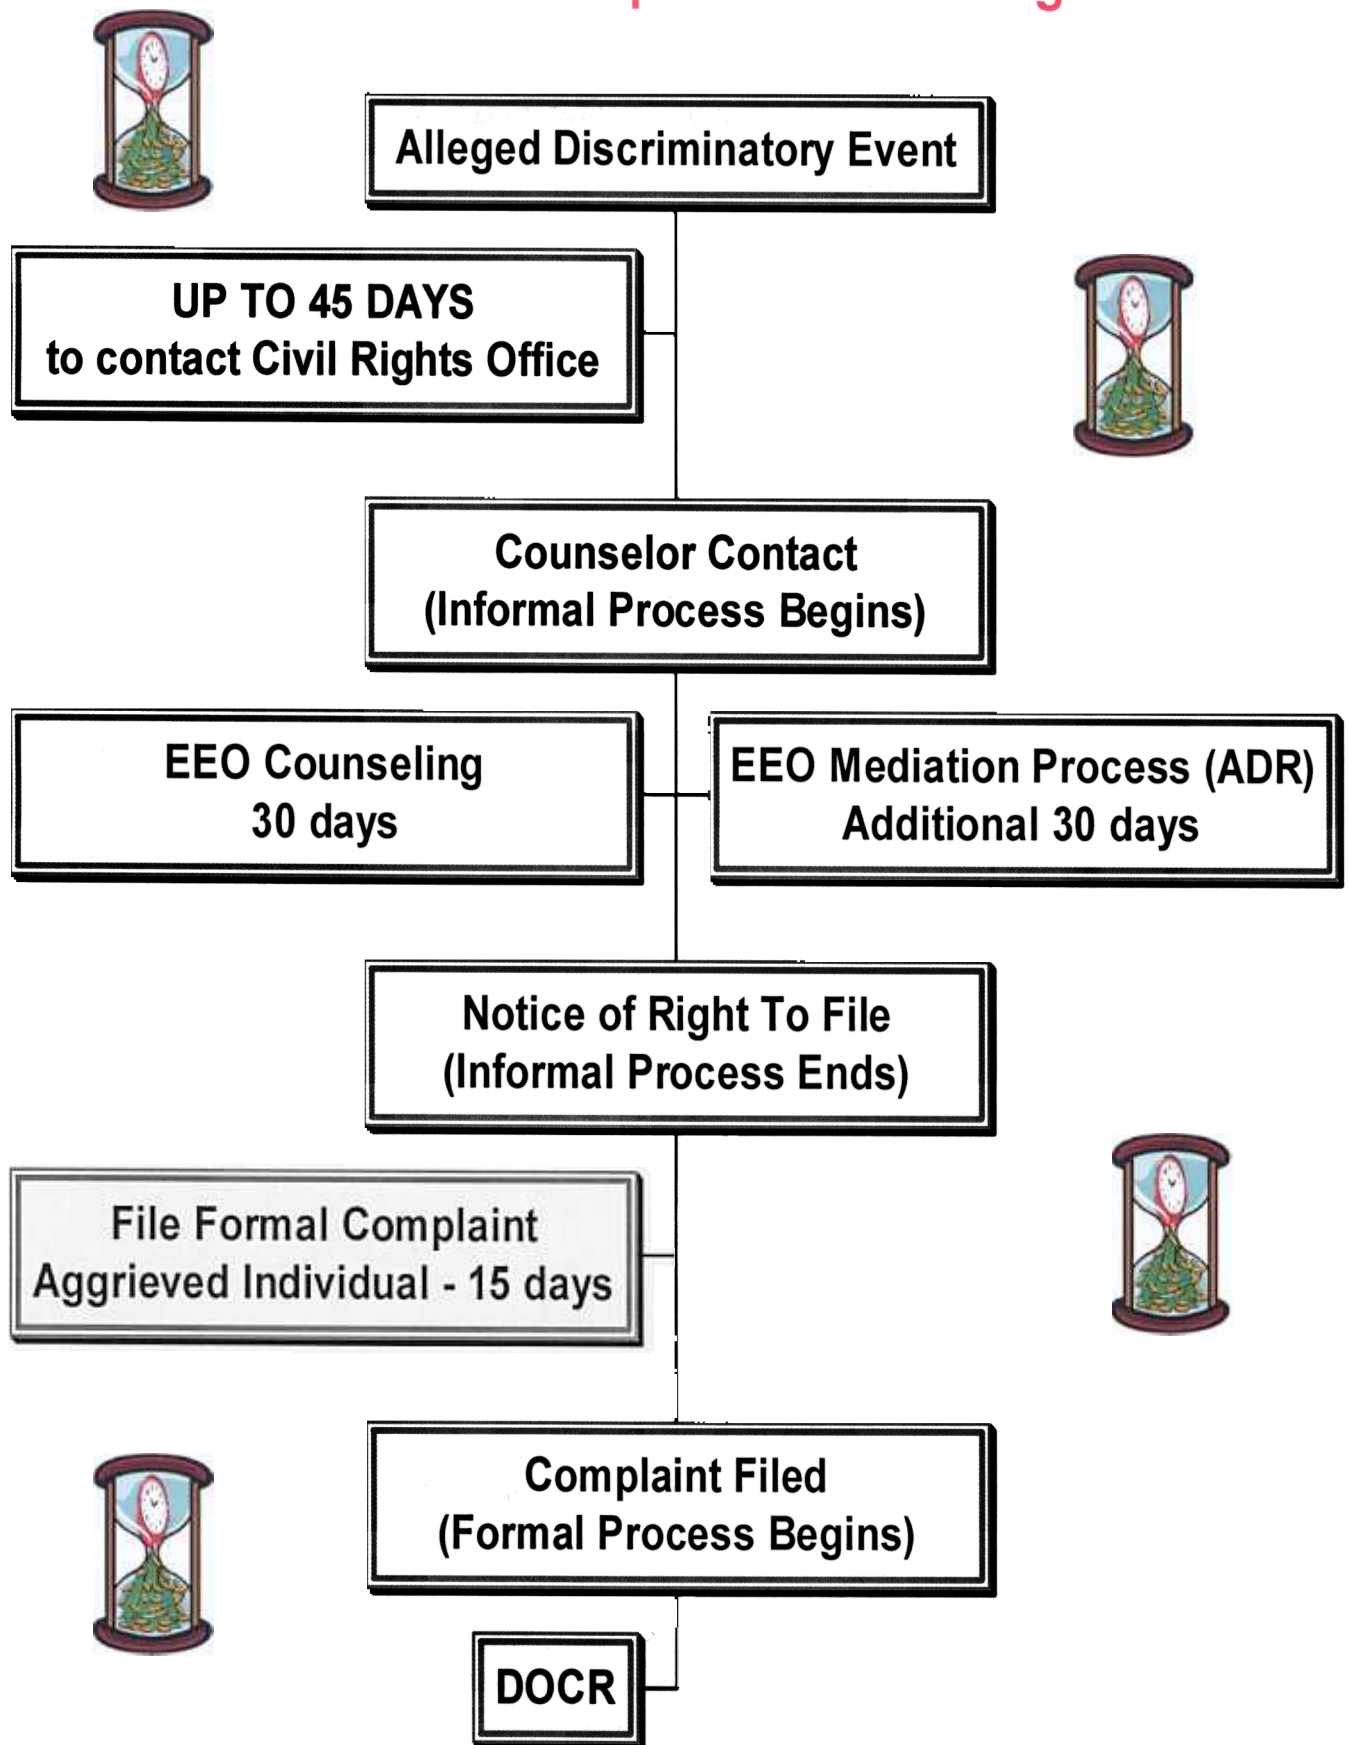 Alleged Discriminatory Event
UP TO 45 DAYS
to contact Civil Rights Office
Counselor Contact
(Informal Process Begins)
EEO Counseling
30 days
EEO Mediation Process (ADR)
Additional 30 days
Notice of Right To File
(Informal Process Ends)
File Formal Complaint
Aggrieved Individual - 15 days
Complaint Filed
(Formal Process Begins)
DOCR